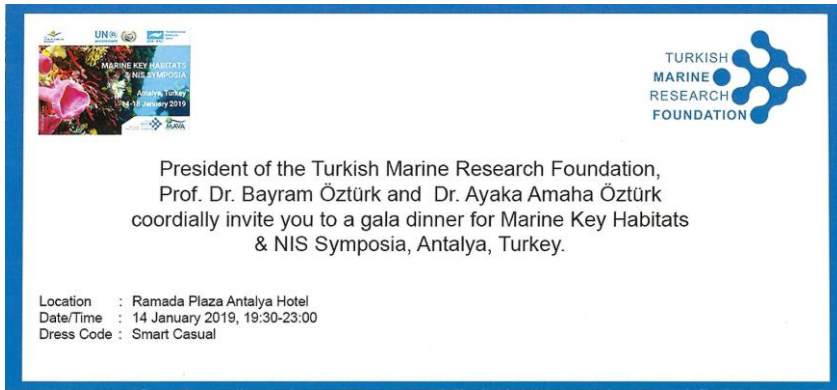 UN
MARINE KEY HABITATS
& NIS SYMPOSIA
Antalya, Turkey
14-18 January 2019
MAVA
TURKISH
MARINE
RESEARCH
FOUNDATION
President of the Turkish Marine Research Foundation,
Prof. Dr. Bayram Öztürk and Dr. Ayaka Amaha Öztürk
coordially invite you to a gala dinner for Marine Key Habitats
& NIS Symposia, Antalya, Turkey.
Location : Ramada Plaza Antalya Hotel
Date/Time : 14 January 2019, 19:30-23:00
Dress Code : Smart Casual